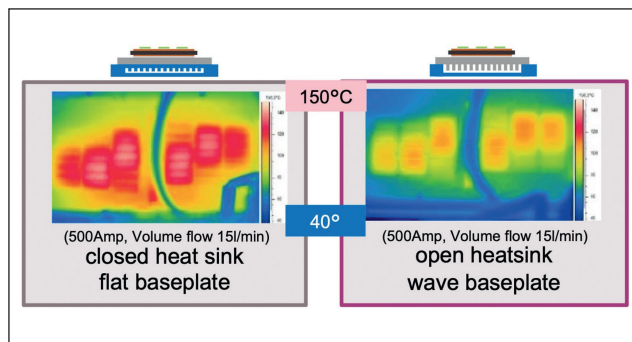 150°C
40°
(500Amp, Volume flow 15l/min)
closed heat sink
flat baseplate
(500Amp, Volume flow 15l/min)
open heatsink
wave baseplate